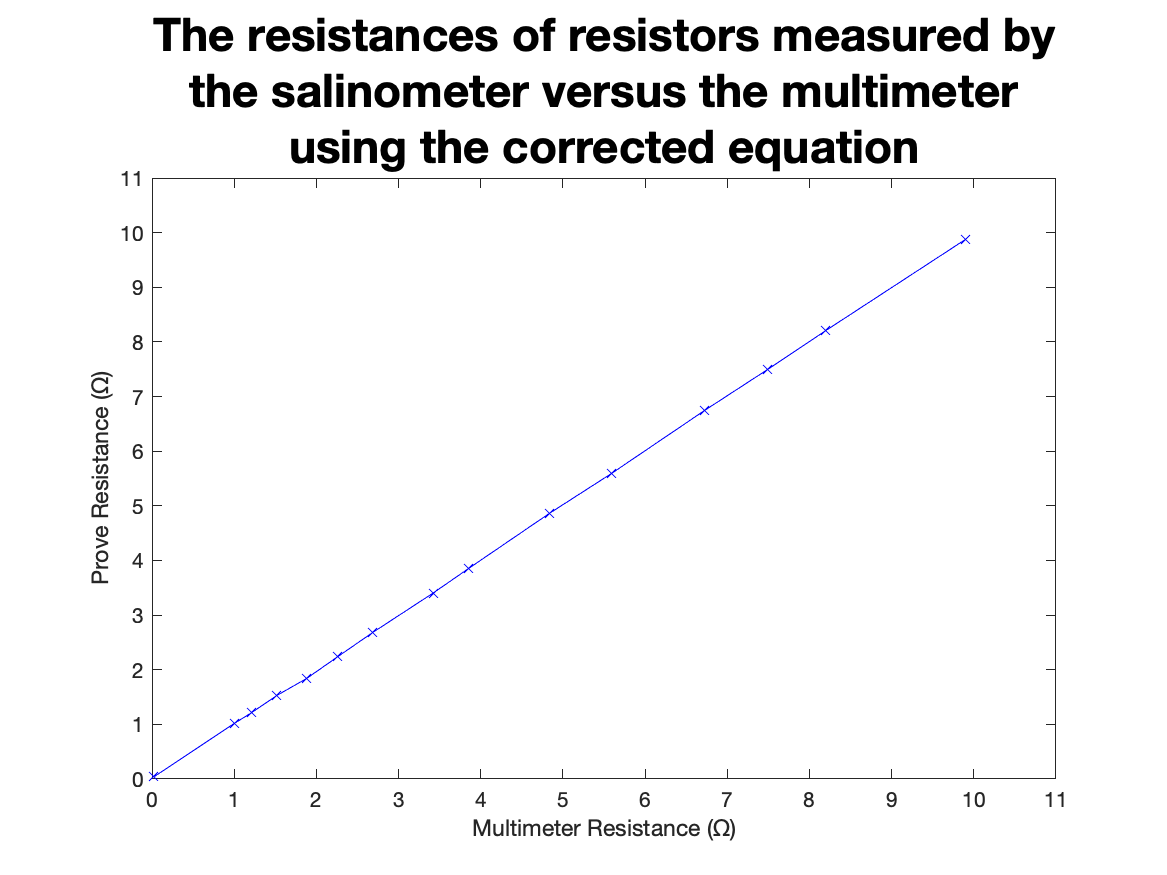 The resistances of resistors measured by
the salinometer versus the multimeter
using the corrected equation
11
10
9
8
7
6
5
4
3
2
1
0
Prove Resistance (Ω)
0 1 2 3 4 5 6 7 8 9 10 11
Multimeter Resistance (Ω)